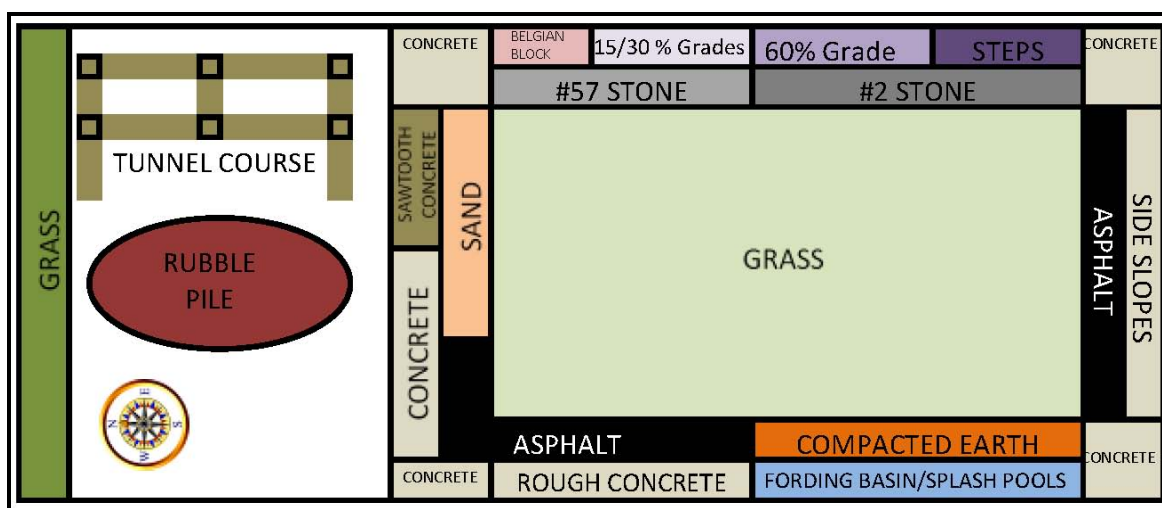 CONCRETE
BELGIAN
BLOCK
15/30 % Grades
60% Grade
STEPS
CONCRETE
#57 STONE
#2 STONE
TUNNEL COURSE
SAWTOOTH
CONCRETE
SAND
GRASS
RUBBLE
PILE
GRASS
ASPHALT
SIDE SLOPES
CONCRETE
E
N
S
W
ASPHALT
COMPACTED EARTH
CONCRETE
CONCRETE
ROUGH CONCRETE
FORDING BASIN/SPLASH POOLS